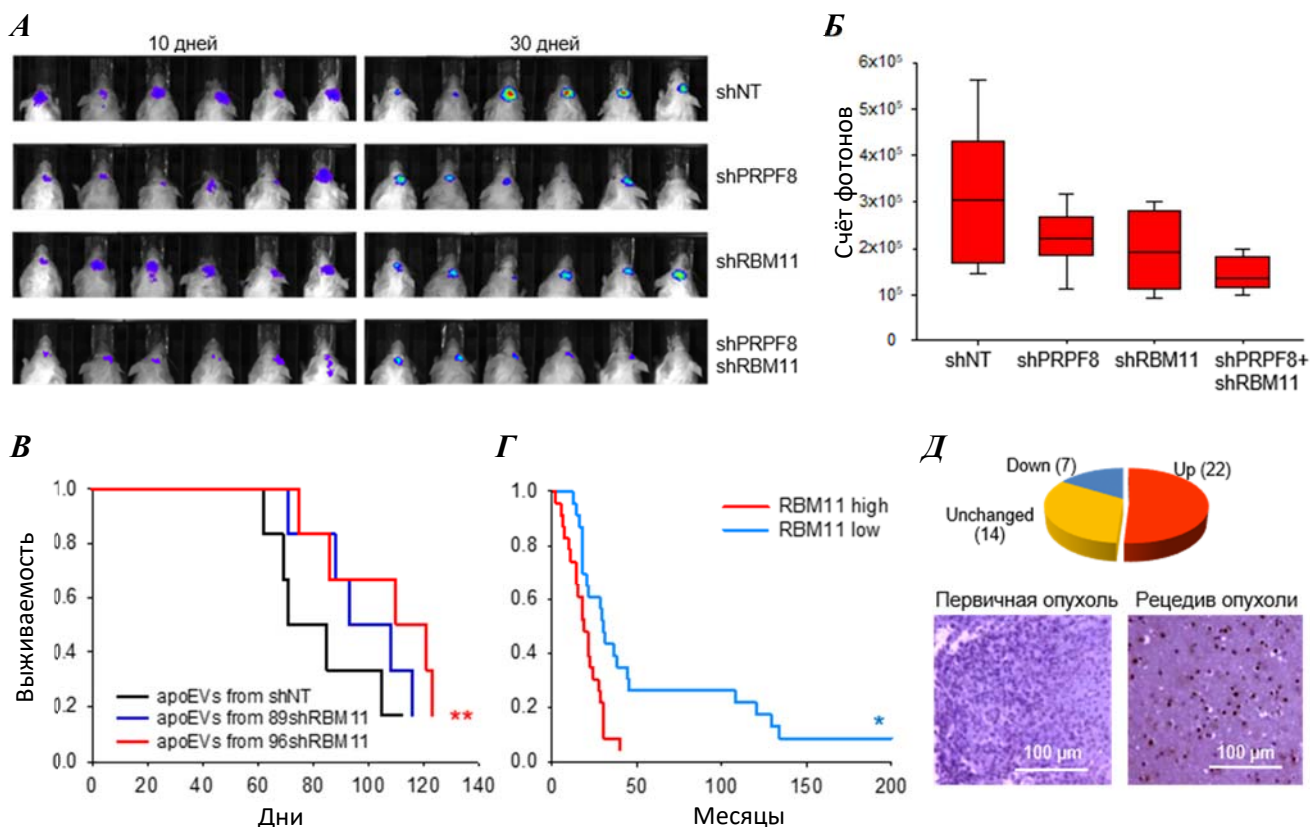 А
10 дней
30 дней
shNT
shPRPF8
shRBM11
shPRPF8
shRBM11
Б
Счёт фотонов
6x10⁵
5x10⁵
4x10⁵
3x10⁵
2x10⁵
10⁵
0
shNT
shPRPF8
shRBM11
shPRPF8+
shRBM11
В
Выживаемость
1.0
0.8
0.6
0.4
0.2
0.0
apoEVs from shNT
apoEVs from 89shRBM11
apoEVs from 96shRBM11
**
0 20 40 60 80 100 120 140
Дни
Г
1.0
0.8
0.6
0.4
0.2
0.0
RBM11 high
RBM11 low
*
0 50 100 150 200
Месяцы
Д
Down (7)
Up (22)
Unchanged
(14)
Первичная опухоль
Рецедив опухоли
100 µm
100 µm